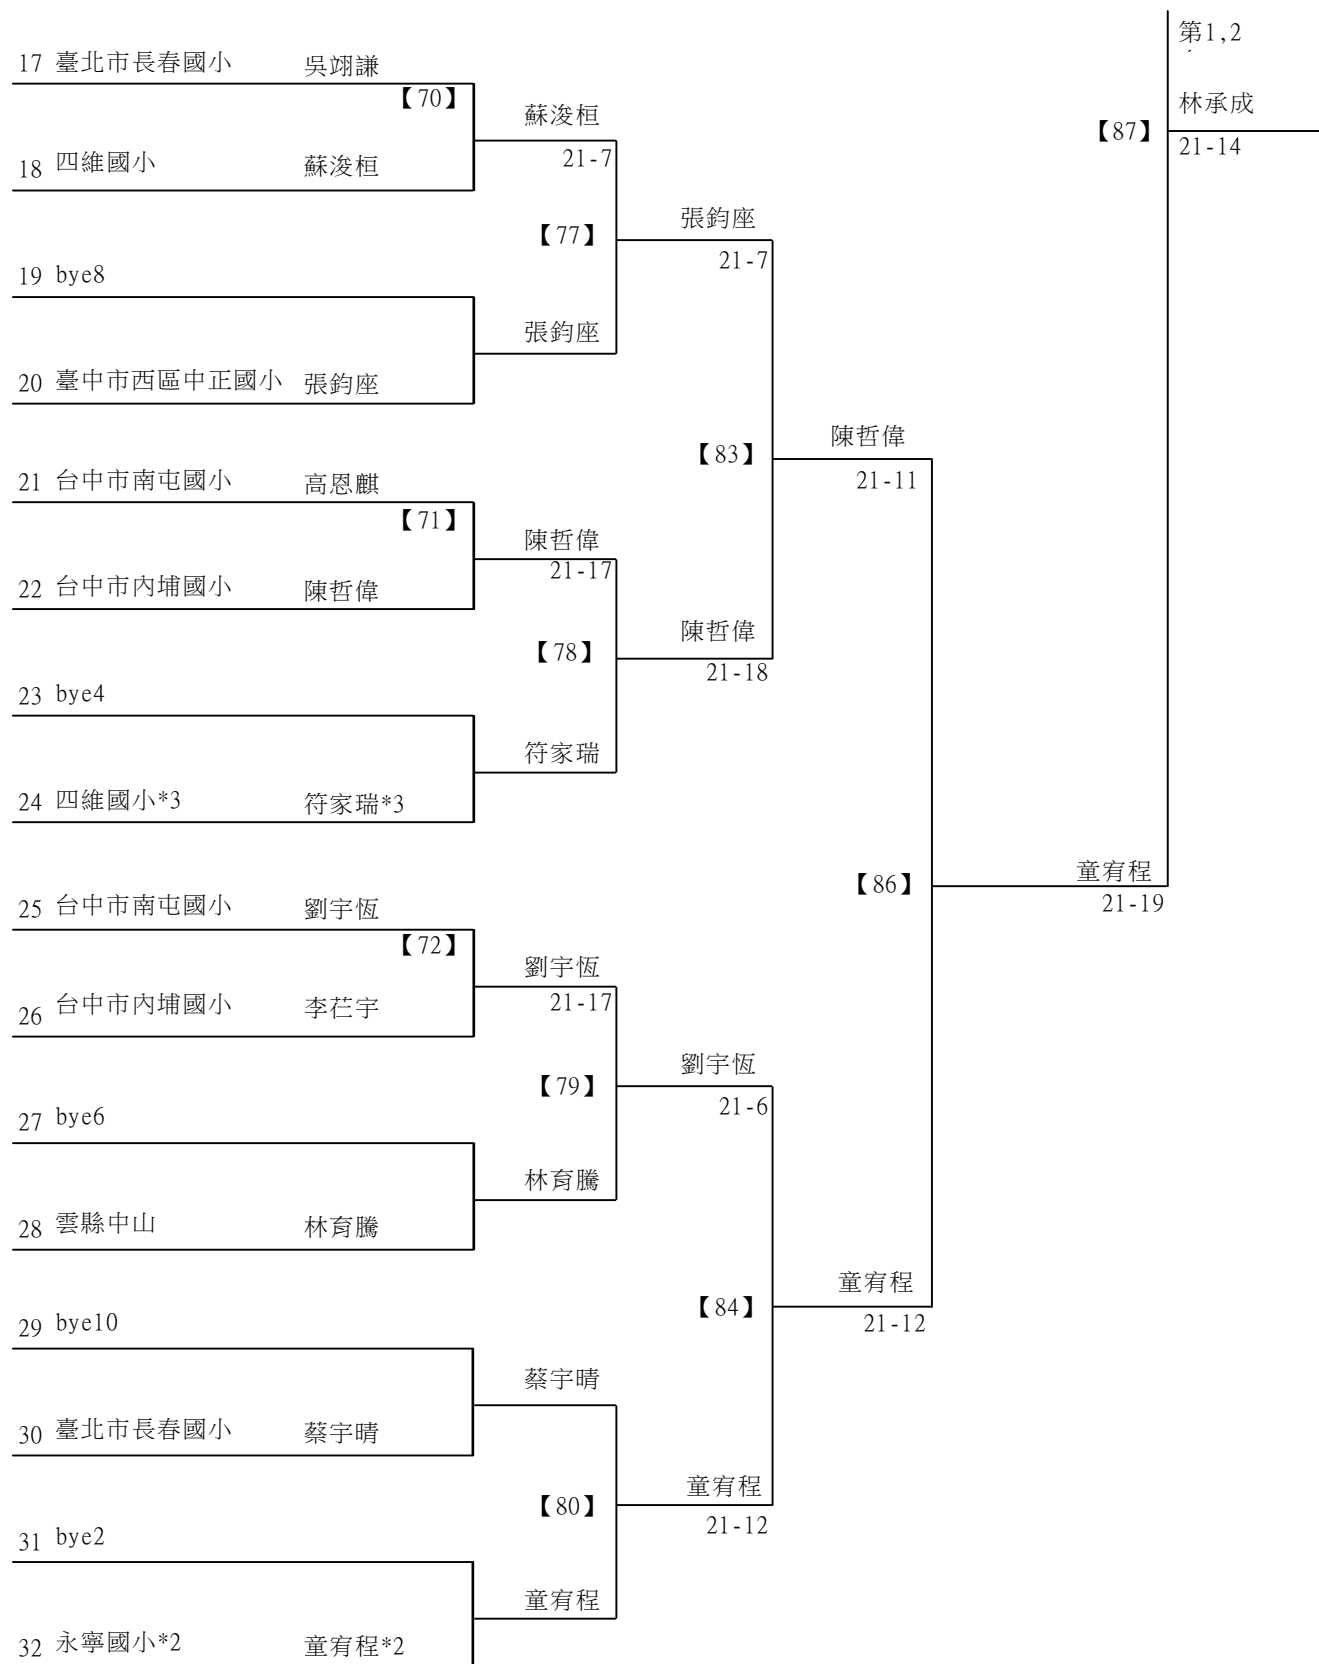 第1,2
17 臺北市長春國小 吳翊謙
【70】
蘇浚桓
林承成
【87】
21-14
18 四維國小 蘇浚桓
21-7
張鈞座
【77】
21-7
19 bye8
張鈞座
20 臺中市西區中正國小 張鈞座
陳哲偉
【83】
21-11
21 台中市南屯國小 高恩麒
【71】
陳哲偉
21-17
22 台中市內埔國小 陳哲偉
陳哲偉
【78】
21-18
23 bye4
符家瑞
24 四維國小*3 符家瑞*3
童宥程
【86】
21-19
25 台中市南屯國小 劉宇恆
【72】
劉宇恆
21-17
26 台中市內埔國小 李芢宇
劉宇恆
【79】
21-6
27 bye6
林育騰
28 雲縣中山 林育騰
童宥程
【84】
21-12
29 bye10
蔡宇晴
30 臺北市長春國小 蔡宇晴
童宥程
【80】
21-12
31 bye2
童宥程
32 永寧國小*2 童宥程*2